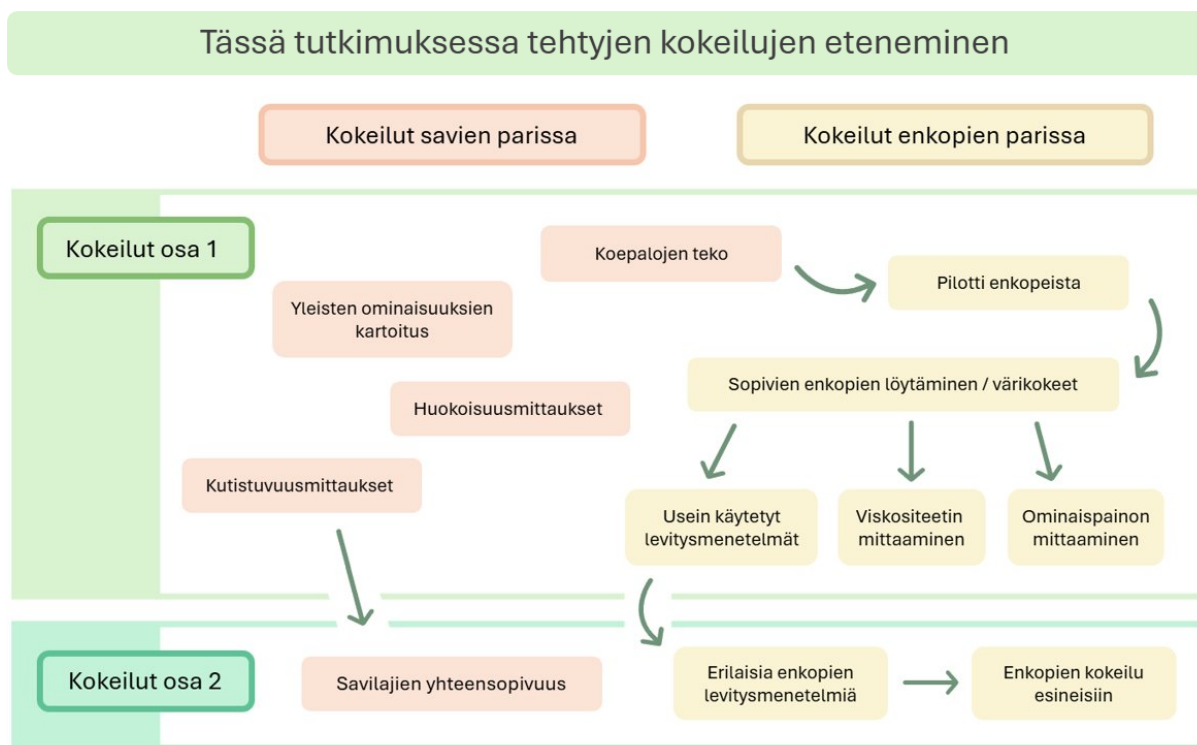 Tässä tutkimuksessa tehtyjen kokeilujen eteneminen
Kokeilut savien parissa
Kokeilut enkopien parissa
Kokeilut osa 1
Koepalojen teko
Pilotti enkopeista
Yleisten ominaisuuksien
kartoitus
Sopivien enkopien löytäminen / värikokeet
Huokoisuusmittaukset
Kutistuvuusmittaukset
Usein käytetyt
levitysmenetelmät
Viskositeetin
mittaaminen
Ominaispainon
mittaaminen
Kokeilut osa 2
Savilajien yhteensopivuus
Erilaisia enkopien
levitysmenetelmiä
Enkopien kokeilu
esineisiin